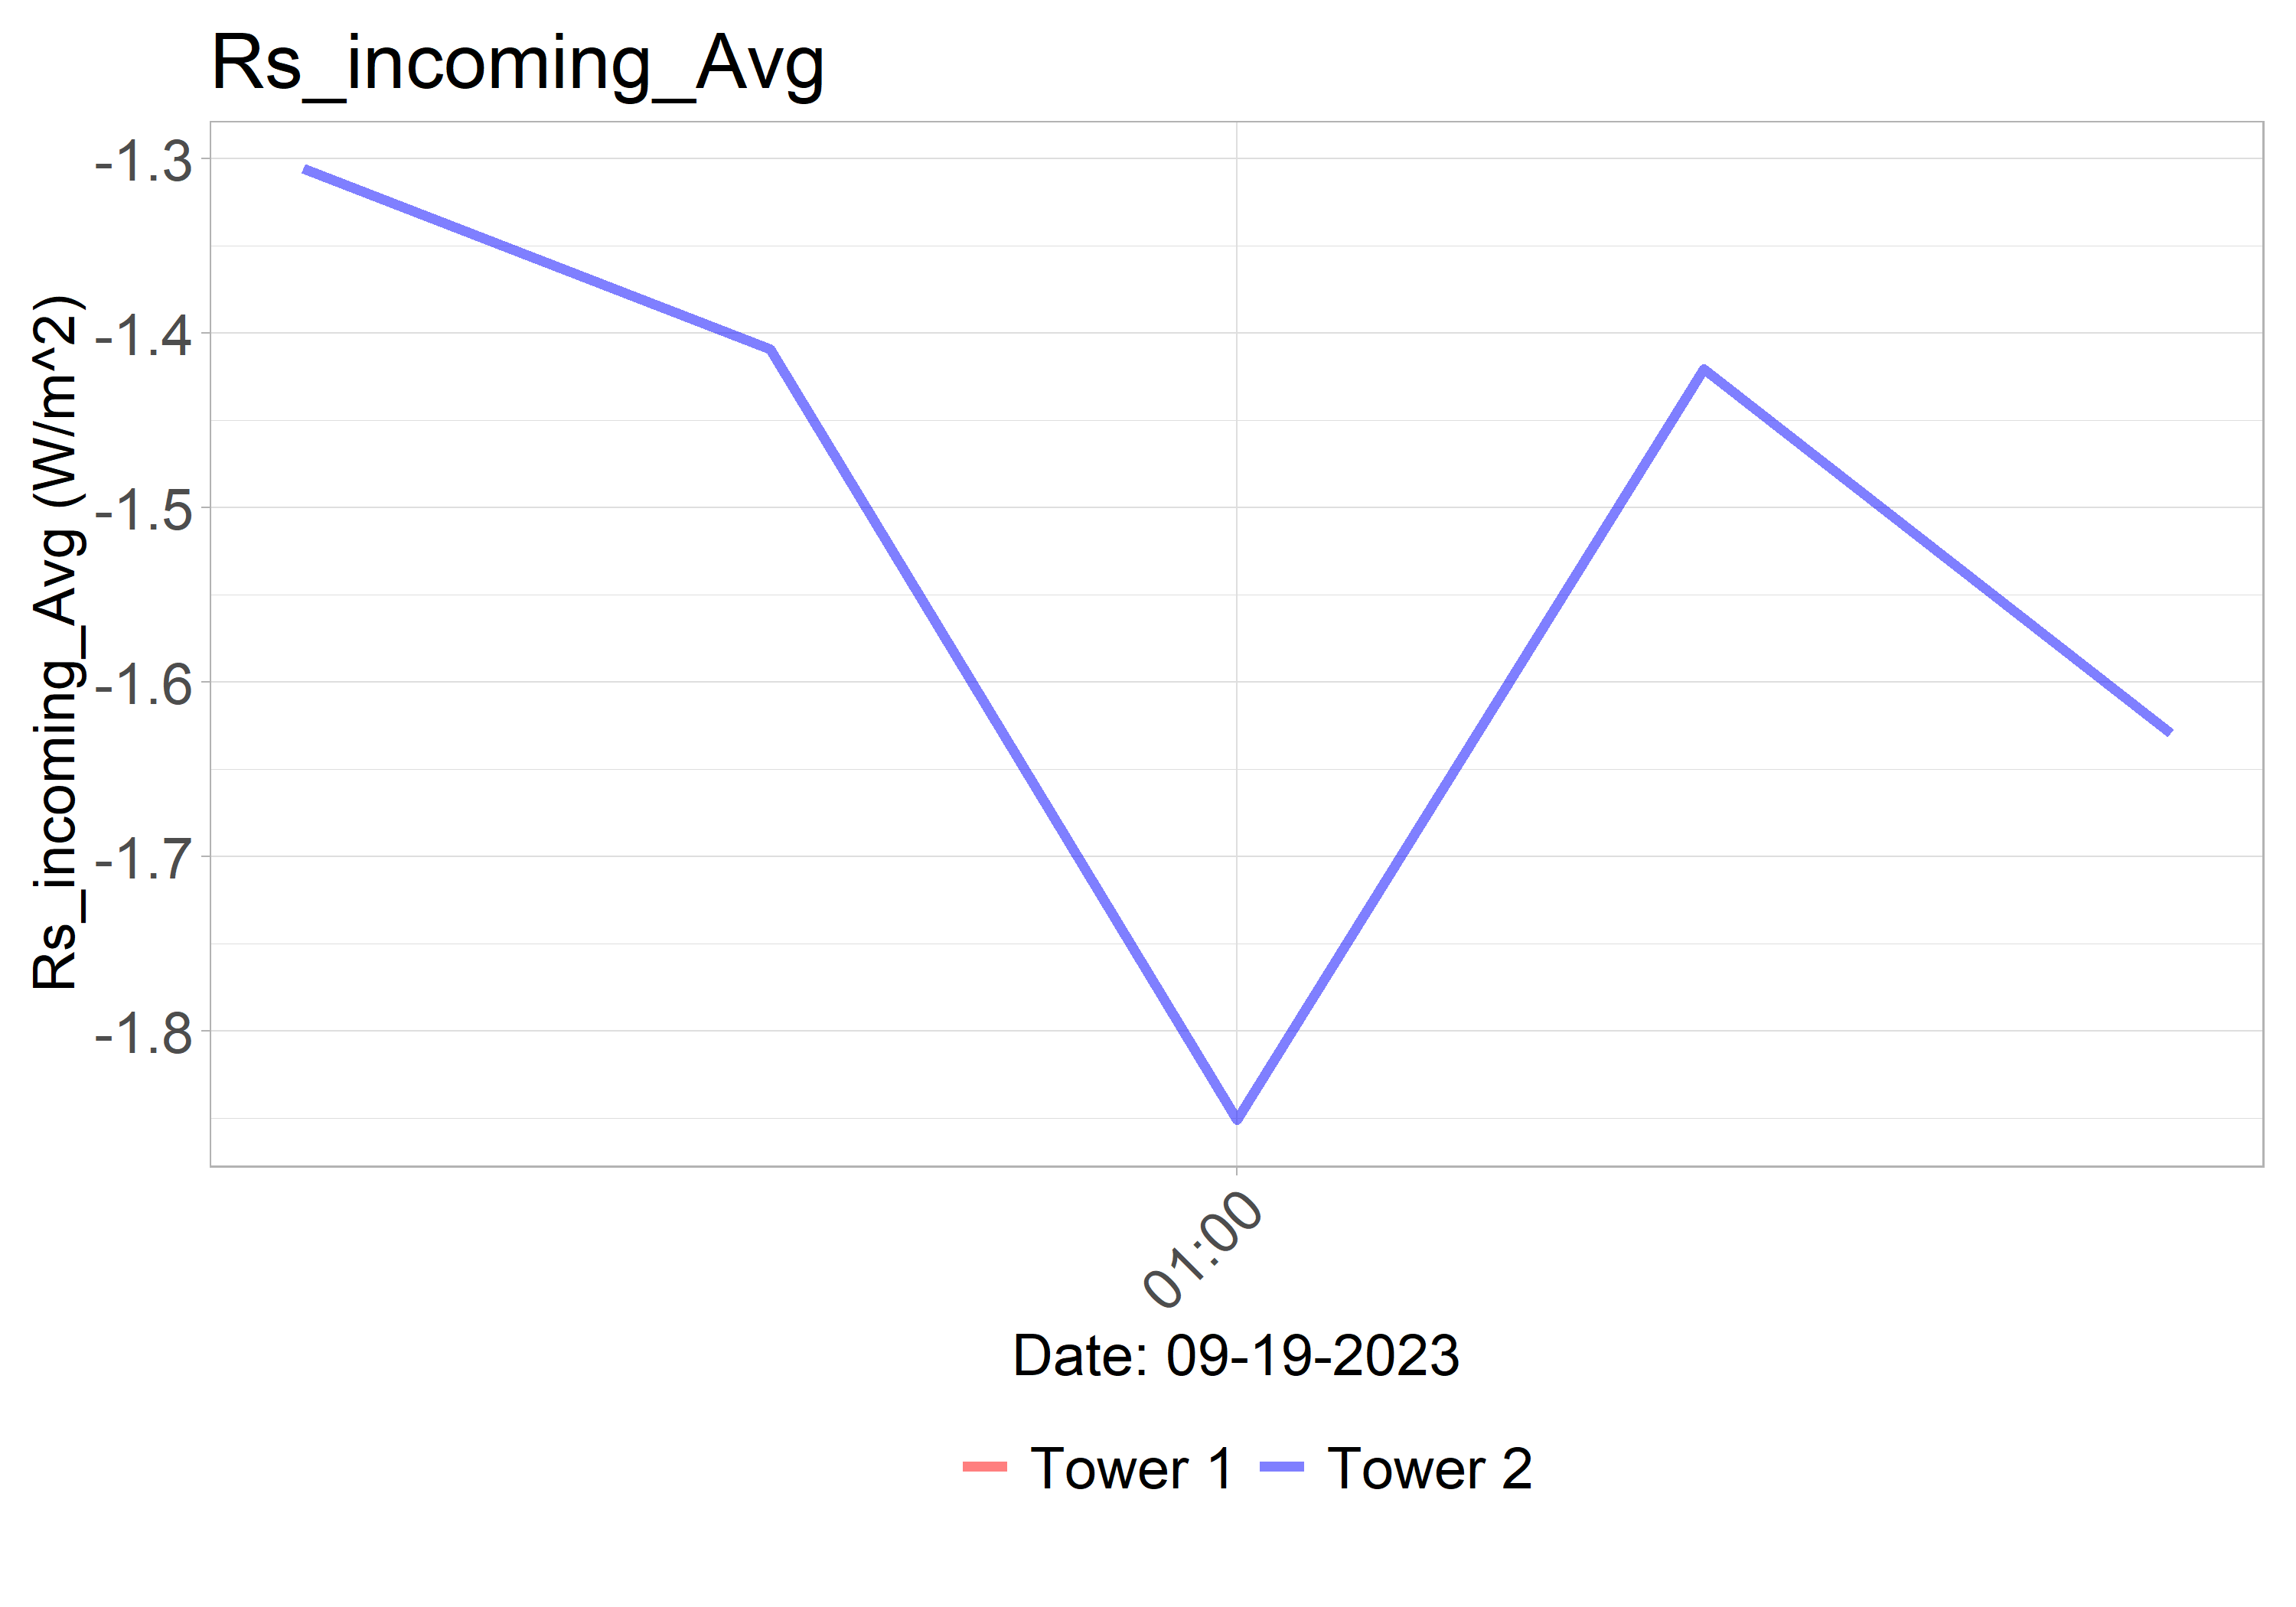 Rs_incoming_Avg
Rs_incoming_Avg (W/m^2)
-1.3
-1.4
-1.5
-1.6
-1.7
-1.8
01:00
Date: 09-19-2023
Tower 1 Tower 2